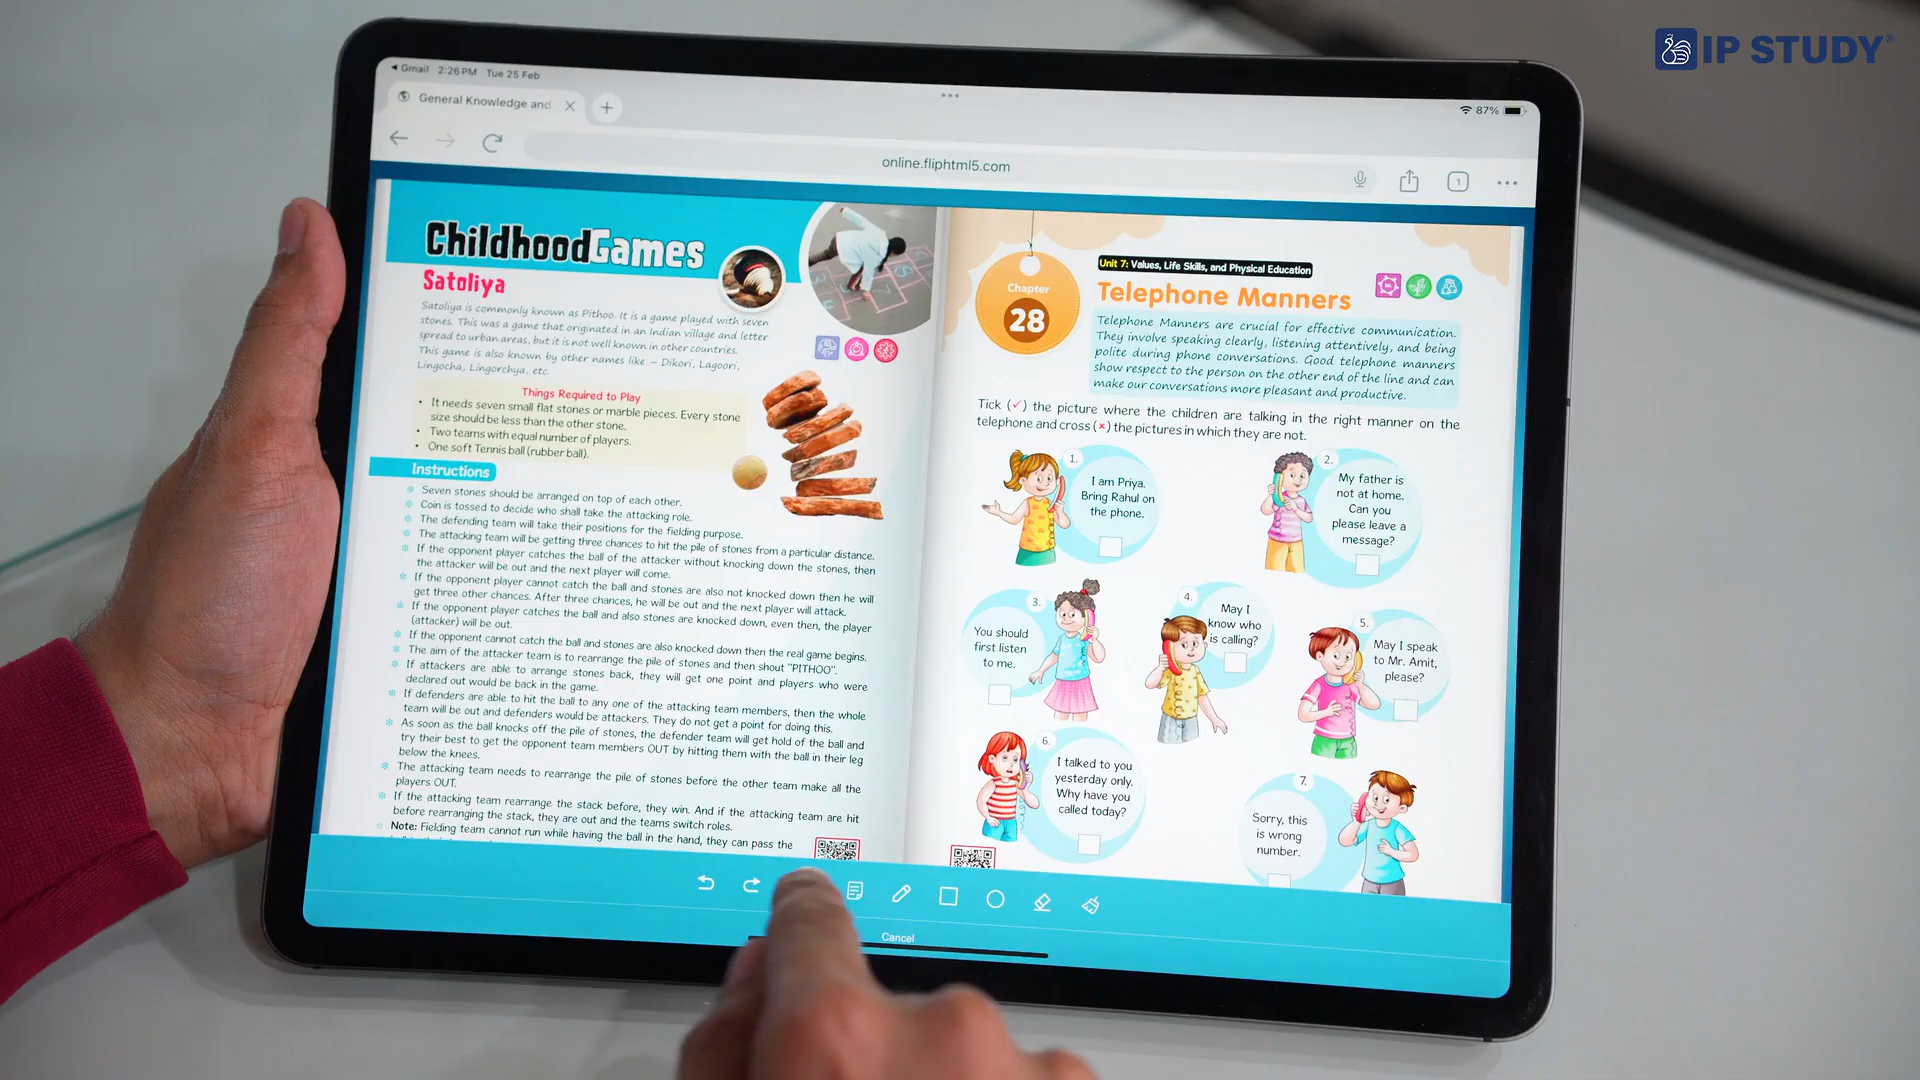 IP STUDY®
Gmail 2:26 PM Tue 25 Feb
87%
General Knowledge and
online.fliphtml5.com
1
ChildhoodGames
Satoliya
Satoliya is commonly known as Pithoo. It is a game played with seven
stones. This was a game that originated in an Indian village and letter
spread to urban areas, but it is not well known in other countries.
This game is also known by other names like – Dikori, Lagoori,
Lingocha, Lingorchya, etc.
Things Required to Play
• It needs seven small flat stones or marble pieces. Every stone
size should be less than the other stone.
• Two teams with equal number of players.
• One soft Tennis ball (rubber ball).
Instructions
Seven stones should be arranged on top of each other.
Coin is tossed to decide who shall take the attacking role.
The defending team will take their positions for the fielding purpose.
The attacking team will be getting three chances to hit the pile of stones from a particular distance.
If the opponent player catches the ball of the attacker without knocking down the stones, then
the attacker will be out and the next player will come.
If the opponent player cannot catch the ball and stones are also not knocked down then he will
get three other chances. After three chances, he will be out and the next player will attack.
If the opponent player catches the ball and also stones are knocked down, even then, the player
(attacker) will be out.
If the opponent cannot catch the ball and stones are also knocked down then the real game begins.
The aim of the attacker team is to rearrange the pile of stones and then shout "PITHOO".
If attackers are able to arrange stones back, they will get one point and players who were
declared out would be back in the game.
If defenders are able to hit the ball to any one of the attacking team members, then the whole
team will be out and defenders would be attackers. They do not get a point for doing this.
As soon as the ball knocks off the pile of stones, the defender team will get hold of the ball and
try their best to get the opponent team members OUT by hitting them with the ball in their leg
below the knees.
The attacking team needs to rearrange the pile of stones before the other team make all the
players OUT.
If the attacking team rearrange the stack before, they win. And if the attacking team are hit
before rearranging the stack, they are out and the teams switch roles.
Note: Fielding team cannot run while having the ball in the hand, they can pass the
Chapter
28
Unit 7: Values, Life Skills, and Physical Education
Telephone Manners
Telephone Manners are crucial for effective communication.
They involve speaking clearly, listening attentively, and being
polite during phone conversations. Good telephone manners
show respect to the person on the other end of the line and can
make our conversations more pleasant and productive.
Tick (✓) the picture where the children are talking in the right manner on the
telephone and cross (×) the pictures in which they are not.
1.
I am Priya.
Bring Rahul on
the phone.
2.
My father is
not at home.
Can you
please leave a
message?
3.
You should
first listen
to me.
4.
May I
know who
is calling?
5.
May I speak
to Mr. Amit,
please?
6.
I talked to you
yesterday only.
Why have you
called today?
7.
Sorry, this
is wrong
number.
Cancel